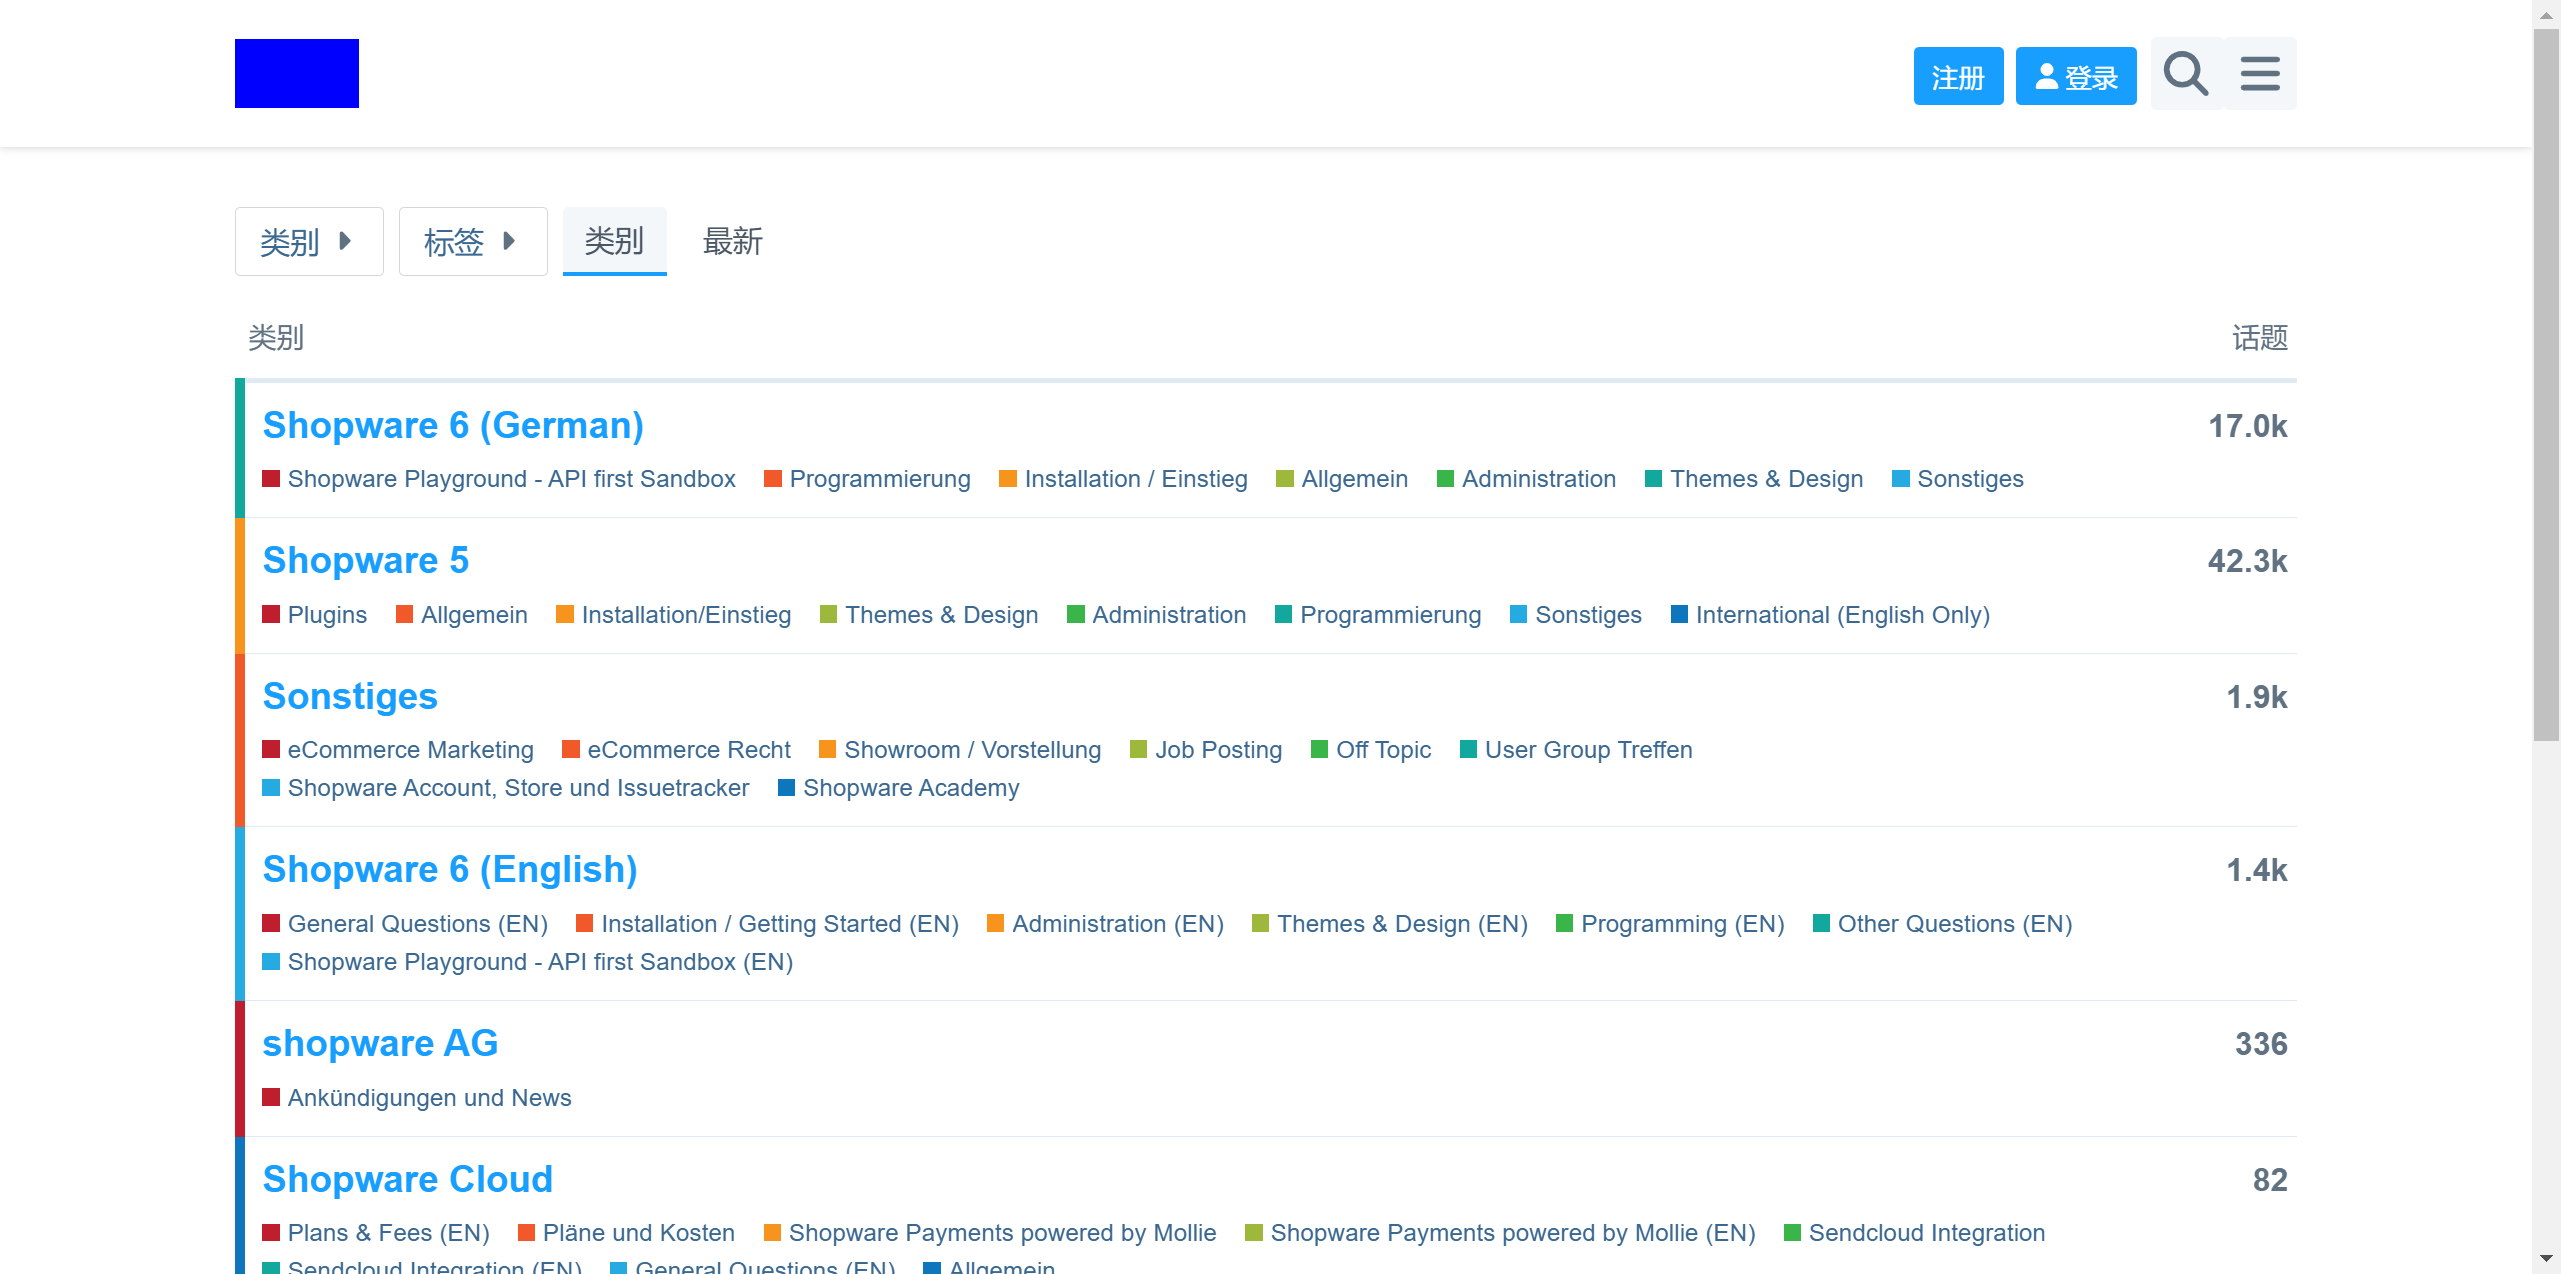 注册 登录
类别 标签 类别 最新
类别 话题
Shopware 6 (German) 17.0k
Shopware Playground - API first Sandbox Programmierung Installation / Einstieg Allgemein Administration Themes & Design Sonstiges
Shopware 5 42.3k
Plugins Allgemein Installation/Einstieg Themes & Design Administration Programmierung Sonstiges International (English Only)
Sonstiges 1.9k
eCommerce Marketing eCommerce Recht Showroom / Vorstellung Job Posting Off Topic User Group Treffen
Shopware Account, Store und Issuetracker Shopware Academy
Shopware 6 (English) 1.4k
General Questions (EN) Installation / Getting Started (EN) Administration (EN) Themes & Design (EN) Programming (EN) Other Questions (EN)
Shopware Playground - API first Sandbox (EN)
shopware AG 336
Ankündigungen und News
Shopware Cloud 82
Plans & Fees (EN) Pläne und Kosten Shopware Payments powered by Mollie Shopware Payments powered by Mollie (EN) Sendcloud Integration
Sendcloud Integration (EN) General Questions (EN) Allgemein